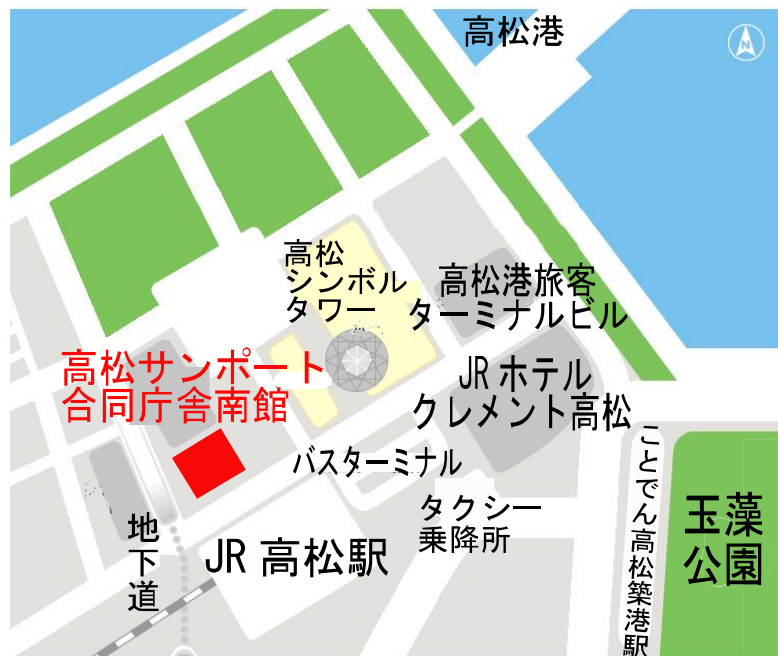 高松港
高松
シンボル
タワー
高松港旅客
ターミナルビル
高松サンポート
合同庁舎南館
JRホテル
クレメント高松
バスターミナル
タクシー
乗降所
ことでん高松築港駅
玉藻
公園
地下道
JR高松駅